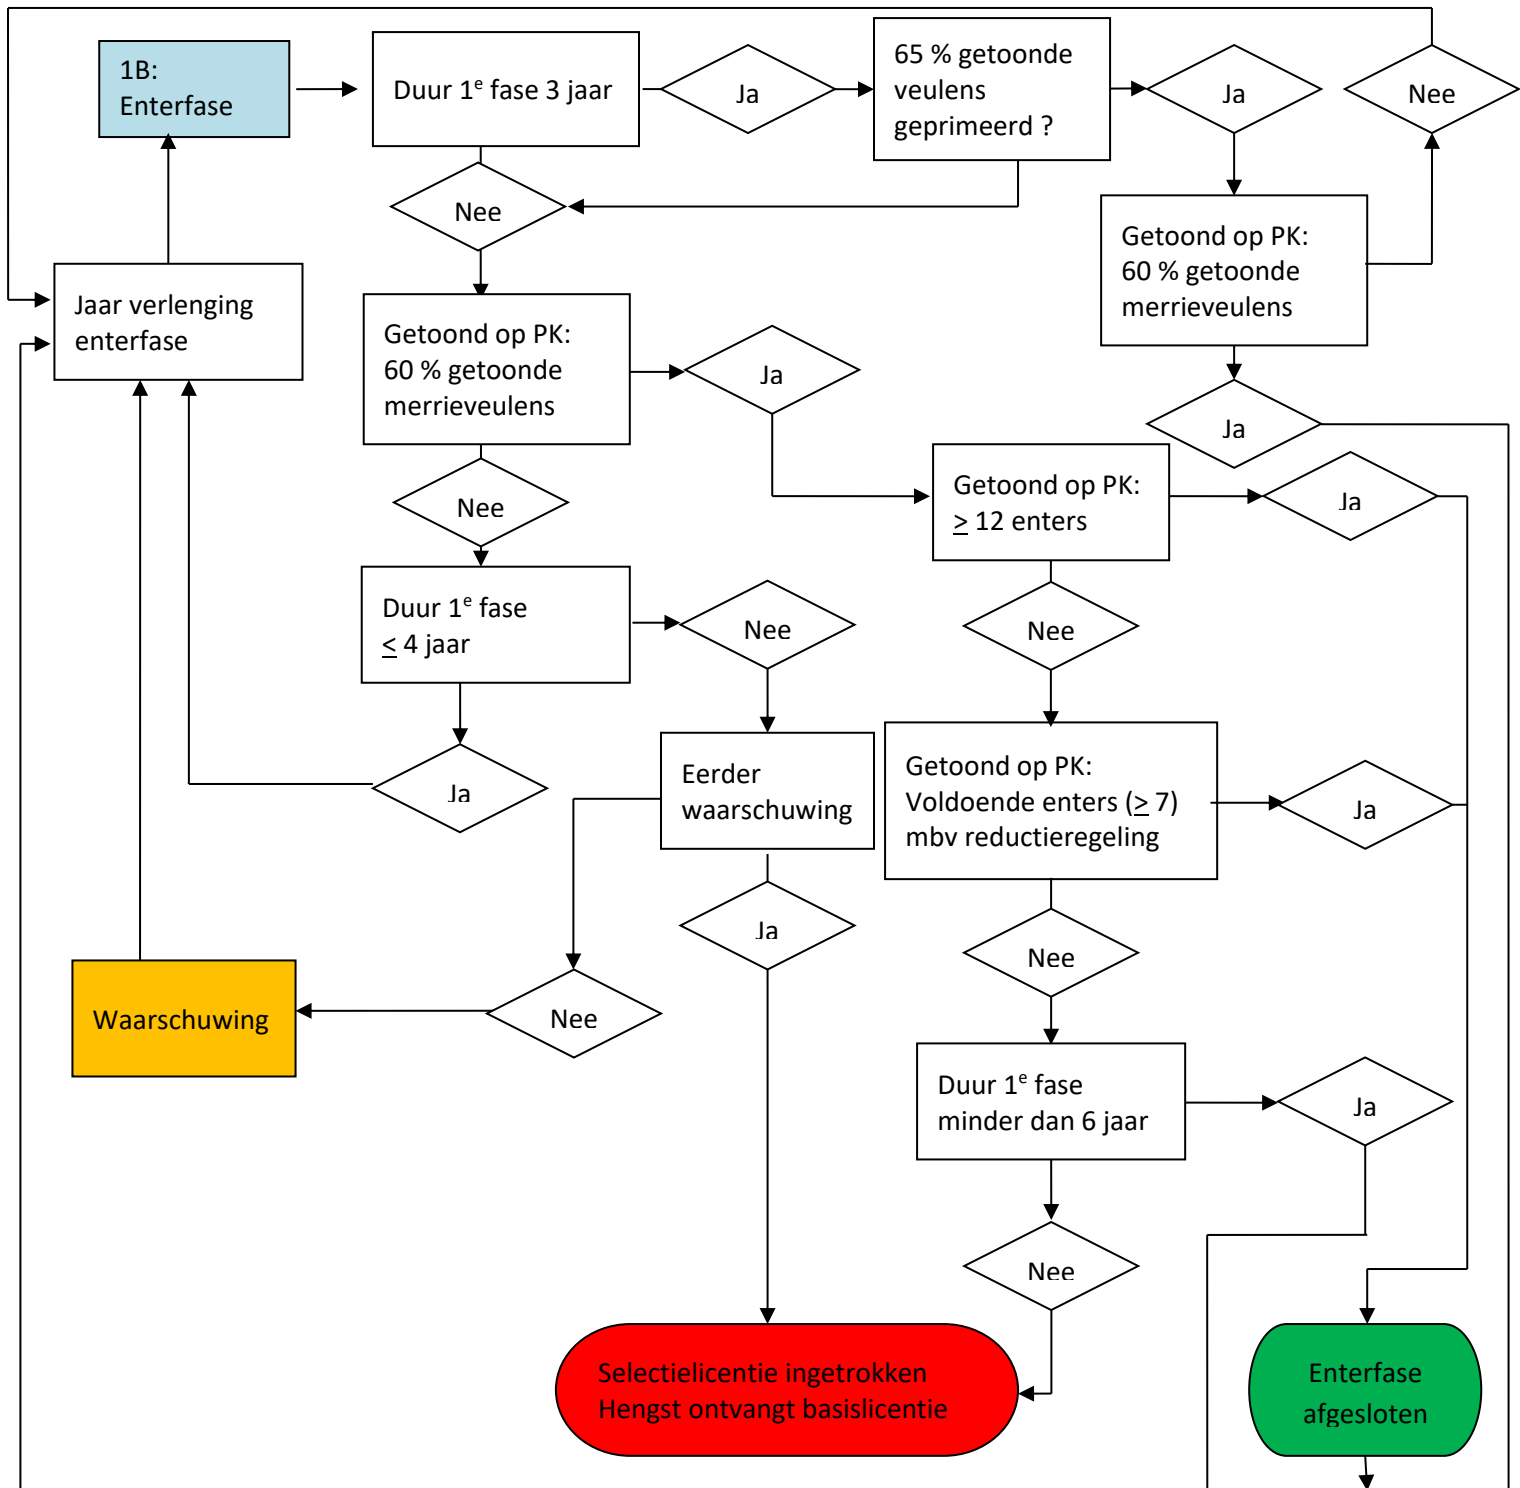 1B:
Enterfase
Duur 1e fase 3 jaar
Ja
65 % getoonde
veulens
geprimeerd ?
Ja
Nee
Nee
Getoond op PK:
60 % getoonde
merrieveulens
Jaar verlenging
enterfase
Getoond op PK:
60 % getoonde
merrieveulens
Ja
Ja
Nee
Getoond op PK:
≥ 12 enters
Ja
Duur 1e fase
≤ 4 jaar
Nee
Nee
Ja
Eerder
waarschuwing
Getoond op PK:
Voldoende enters (≥ 7)
mbv reductieregeling
Ja
Ja
Nee
Waarschuwing
Nee
Duur 1e fase
minder dan 6 jaar
Ja
Nee
Selectielicentie ingetrokken
Hengst ontvangt basislicentie
Enterfase
afgesloten